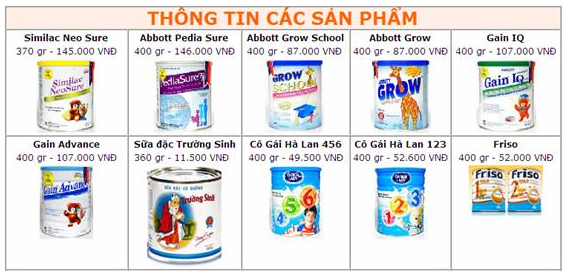 THÔNG TIN CÁC SẢN PHẨM
Similac Neo Sure
370 gr - 145.000 VNĐ
Abbott Pedia Sure
400 gr - 146.000 VNĐ
Abbott Grow School
400 gr - 87.000 VNĐ
Abbott Grow
400 gr - 87.000 VNĐ
Gain IQ
400 gr - 107.000 VNĐ
Similac
NeoSure
PediaSure
GROW
SCHOOL
ABBOTT
GROW
Gain IQ
Gain Advance
400 gr - 107.000 VNĐ
Sữa đặc Trường Sinh
360 gr - 11.500 VNĐ
Cô Gái Hà Lan 456
400 gr - 49.500 VNĐ
Cô Gái Hà Lan 123
400 gr - 52.600 VNĐ
Friso
400 gr - 52.000 VNĐ
Gain Advance
SỮA ĐẶC CÓ ĐƯỜNG
Trường Sinh
456
123
Friso
Friso